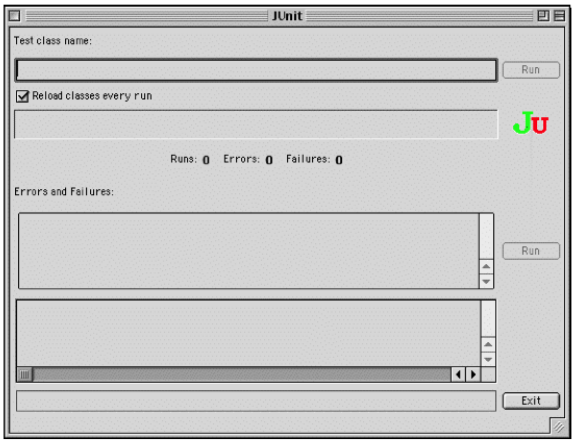 JUnit
Test class name:
Run
Reload classes every run
JU
Runs: 0 Errors: 0 Failures: 0
Errors and Failures:
Run
Exit